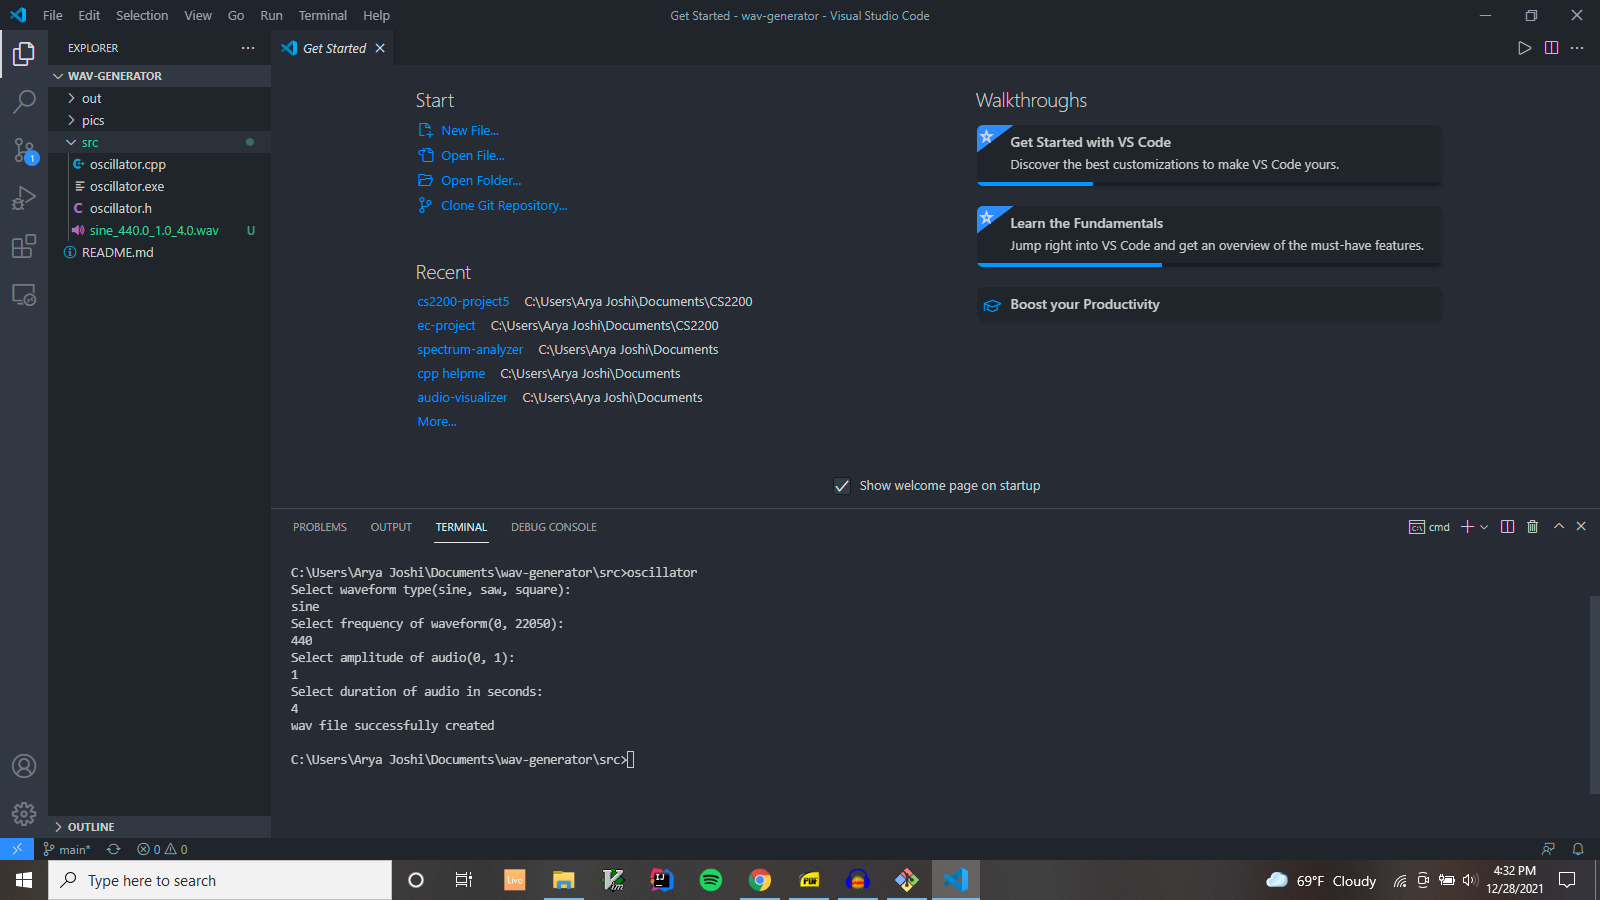 File Edit Selection View Go Run Terminal Help
Get Started - wav-generator - Visual Studio Code
EXPLORER
WAV-GENERATOR
out
pics
src
oscillator.cpp
oscillator.exe
oscillator.h
sine_440.0_1.0_4.0.wav U
README.md
OUTLINE
1
Get Started
Start
New File...
Open File...
Open Folder...
Clone Git Repository...
Recent
cs2200-project5 C:\Users\Arya Joshi\Documents\CS2200
ec-project C:\Users\Arya Joshi\Documents\CS2200
spectrum-analyzer C:\Users\Arya Joshi\Documents
cpp helpme C:\Users\Arya Joshi\Documents
audio-visualizer C:\Users\Arya Joshi\Documents
More...
Walkthroughs
Get Started with VS Code
Discover the best customizations to make VS Code yours.
Learn the Fundamentals
Jump right into VS Code and get an overview of the must-have features.
Boost your Productivity
Show welcome page on startup
PROBLEMS OUTPUT TERMINAL DEBUG CONSOLE
cmd
C:\Users\Arya Joshi\Documents\wav-generator\src>oscillator
Select waveform type(sine, saw, square):
sine
Select frequency of waveform(0, 22050):
440
Select amplitude of audio(0, 1):
1
Select duration of audio in seconds:
4
wav file successfully created
C:\Users\Arya Joshi\Documents\wav-generator\src>
main* 0 0
Type here to search
Live
Vim
IJ
PDF
69°F Cloudy
4:32 PM
12/28/2021